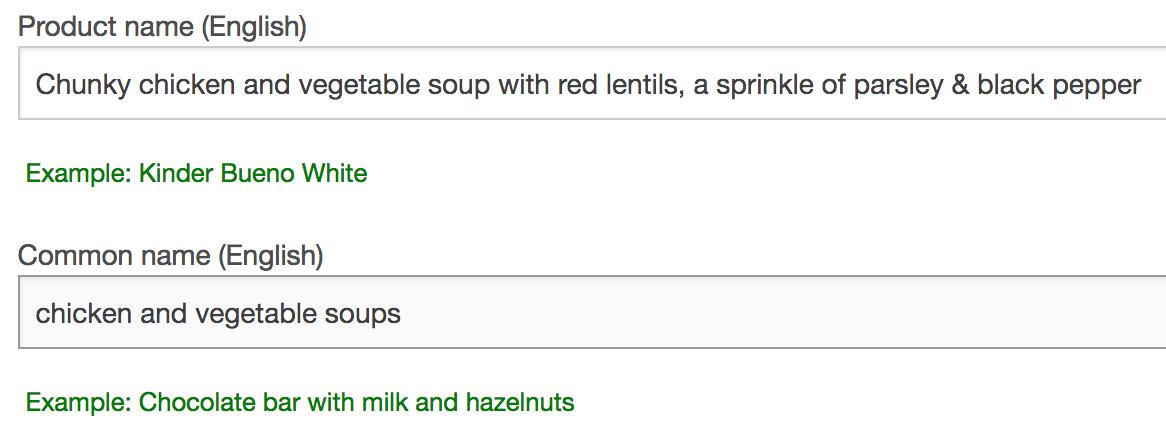 Product name (English)
Chunky chicken and vegetable soup with red lentils, a sprinkle of parsley & black pepper
Example: Kinder Bueno White
Common name (English)
chicken and vegetable soups
Example: Chocolate bar with milk and hazelnuts